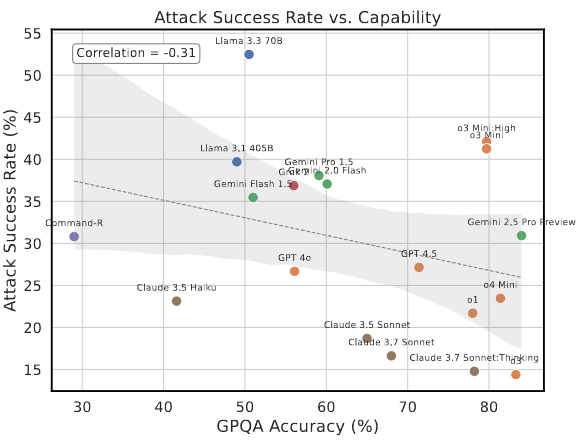 Attack Success Rate vs. Capability
Correlation = -0.31
Llama 3.3 70B
o3 Mini:High
o3 Mini
Llama 3.1 405B
Gemini Pro 1.5
Grok 2
Gemini 2.0 Flash
Gemini Flash 1.5
Command-R
Gemini 2.5 Pro Preview
GPT 4o
GPT 4.5
Claude 3.5 Haiku
o4 Mini
o1
Claude 3.5 Sonnet
Claude 3.7 Sonnet
Claude 3.7 Sonnet:Thinking
o3
55
50
45
40
35
30
25
20
15
Attack Success Rate (%)
30 40 50 60 70 80
GPQA Accuracy (%)